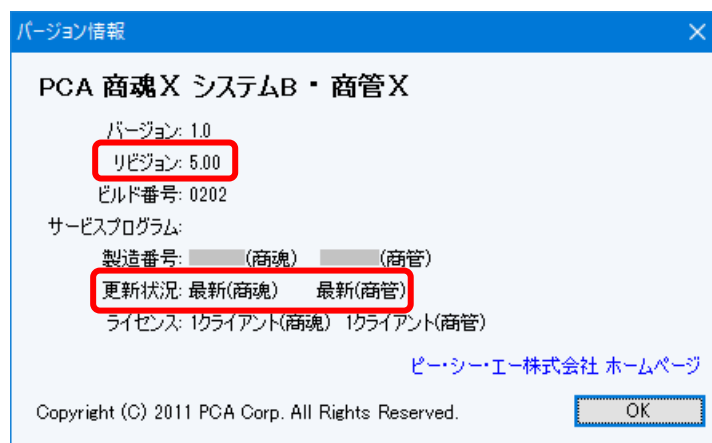 バージョン情報
PCA 商魂X システムB・商管X
バージョン: 1.0
リビジョン: 5.00
ビルド番号: 0202
サービスプログラム:
製造番号: (商魂) (商管)
更新状況: 最新(商魂) 最新(商管)
ライセンス: 1クライアント(商魂) 1クライアント(商管)
ピー・シー・エー株式会社 ホームページ
Copyright (C) 2011 PCA Corp. All Rights Reserved.
OK